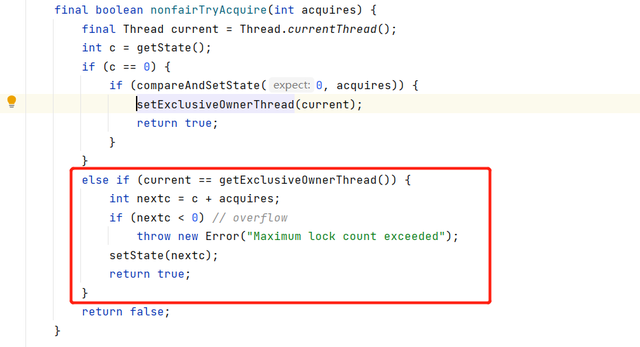 final boolean nonfairTryAcquire(int acquires) {
final Thread current = Thread.currentThread();
int c = getState();
if (c == 0) {
if (compareAndSetState( expect: 0, acquires)) {
setExclusiveOwnerThread(current);
return true;
}
}
else if (current == getExclusiveOwnerThread()) {
int nextc = c + acquires;
if (nextc < 0) // overflow
throw new Error("Maximum lock count exceeded");
setState(nextc);
return true;
}
return false;
}